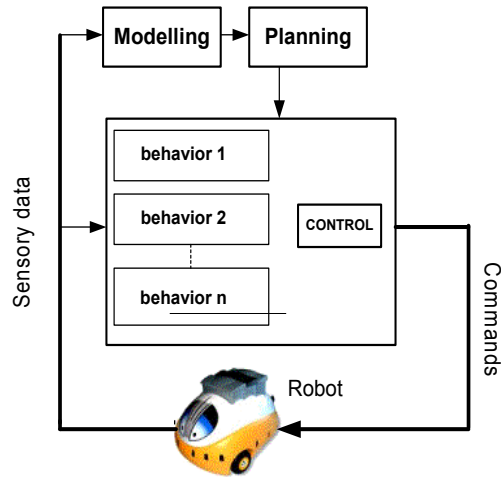 Modelling
Planning
behavior 1
behavior 2
CONTROL
behavior n
Sensory data
Commands
Robot